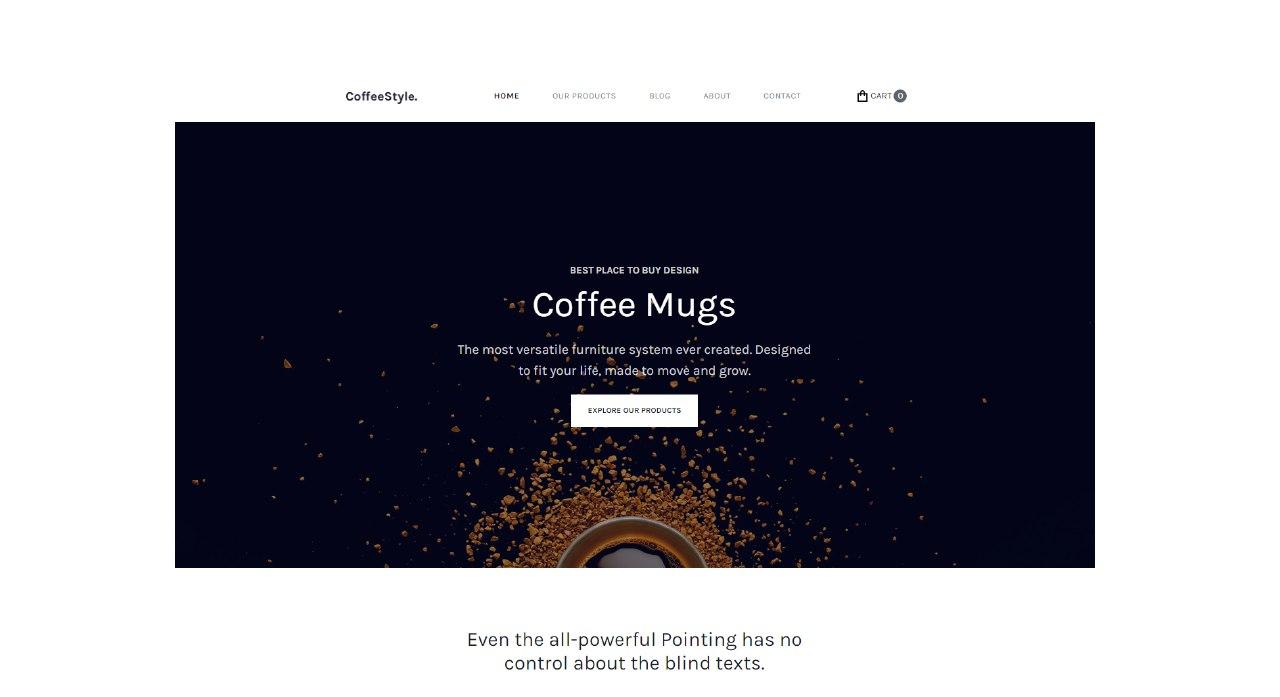 CoffeeStyle.
HOME
OUR PRODUCTS
BLOG
ABOUT
CONTACT
CART 0
BEST PLACE TO BUY DESIGN
Coffee Mugs
The most versatile furniture system ever created. Designed
to fit your life, made to move and grow.
EXPLORE OUR PRODUCTS
Even the all-powerful Pointing has no
control about the blind texts.